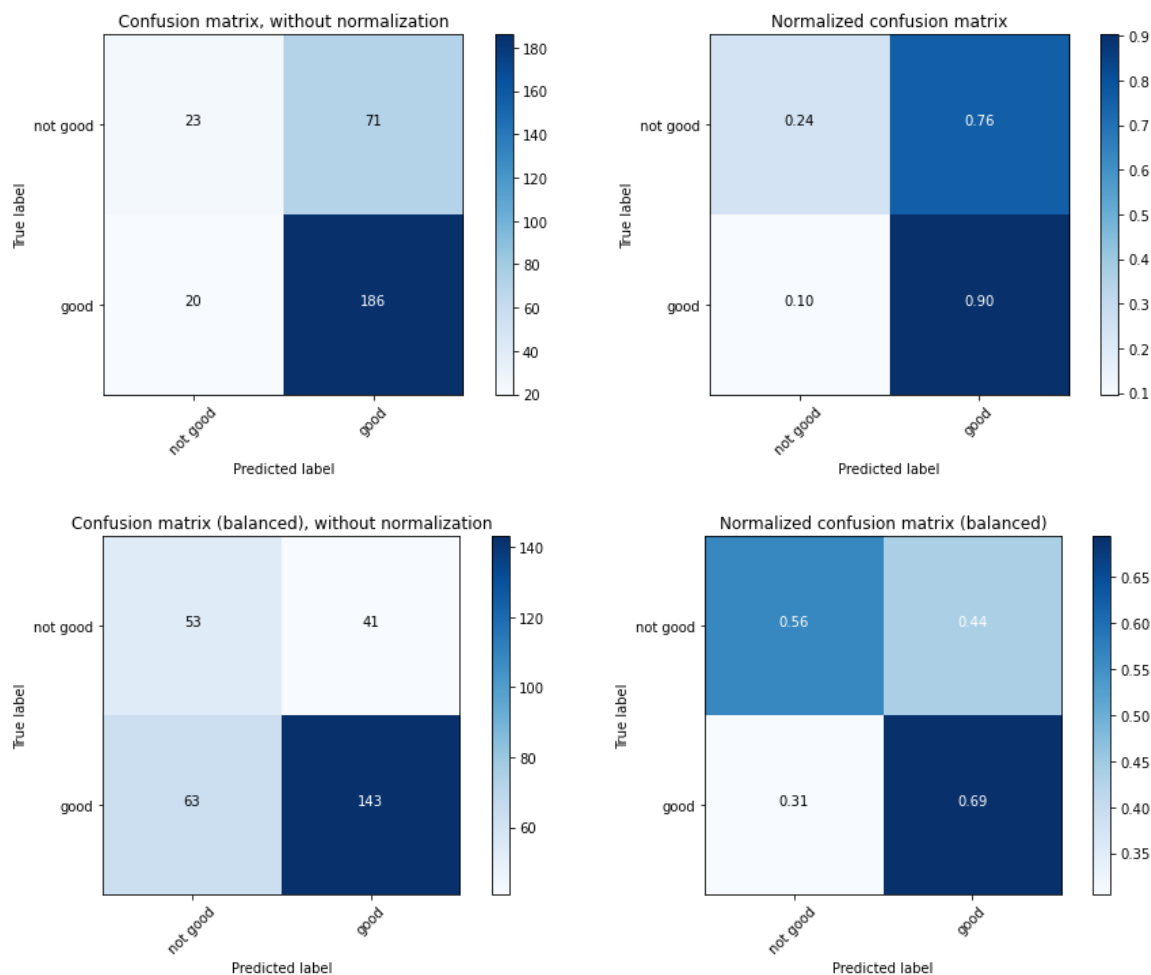 Confusion matrix, without normalization
180
160
140
120
100
80
60
40
20
not good
good
True label
23
71
20
186
not good
good
Predicted label
Normalized confusion matrix
0.9
0.8
0.7
0.6
0.5
0.4
0.3
0.2
0.1
not good
good
True label
0.24
0.76
0.10
0.90
not good
good
Predicted label
Confusion matrix (balanced), without normalization
140
120
100
80
60
not good
good
True label
53
41
63
143
not good
good
Predicted label
Normalized confusion matrix (balanced)
0.65
0.60
0.55
0.50
0.45
0.40
0.35
not good
good
True label
0.56
0.44
0.31
0.69
not good
good
Predicted label